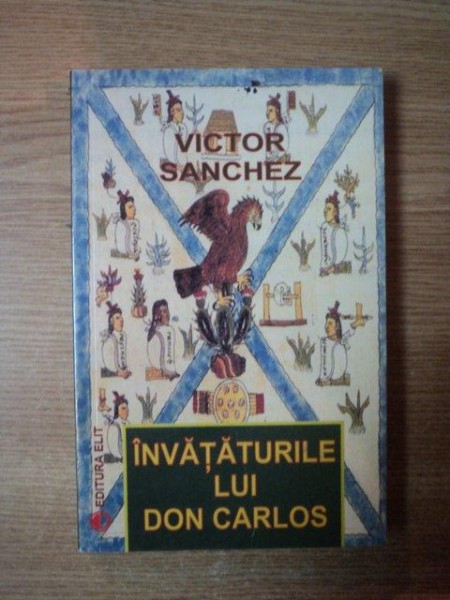 VICTOR
SANCHEZ
EDITURA ELIT
ÎNVĂȚĂTURILE
LUI
DON CARLOS